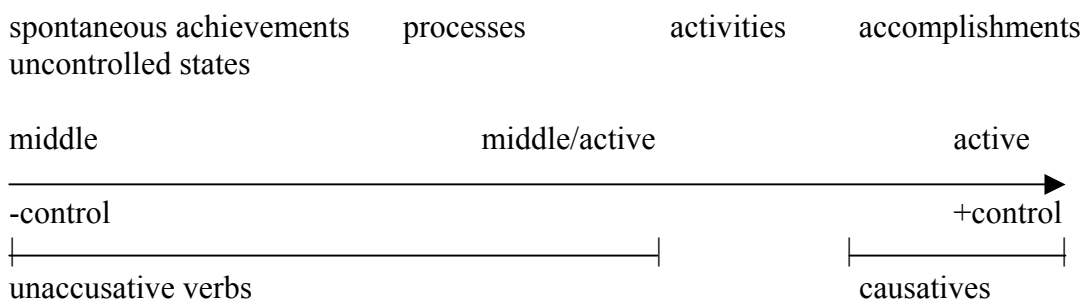 spontaneous achievements processes activities accomplishments
uncontrolled states
middle middle/active active
-control +control
unaccusative verbs causatives